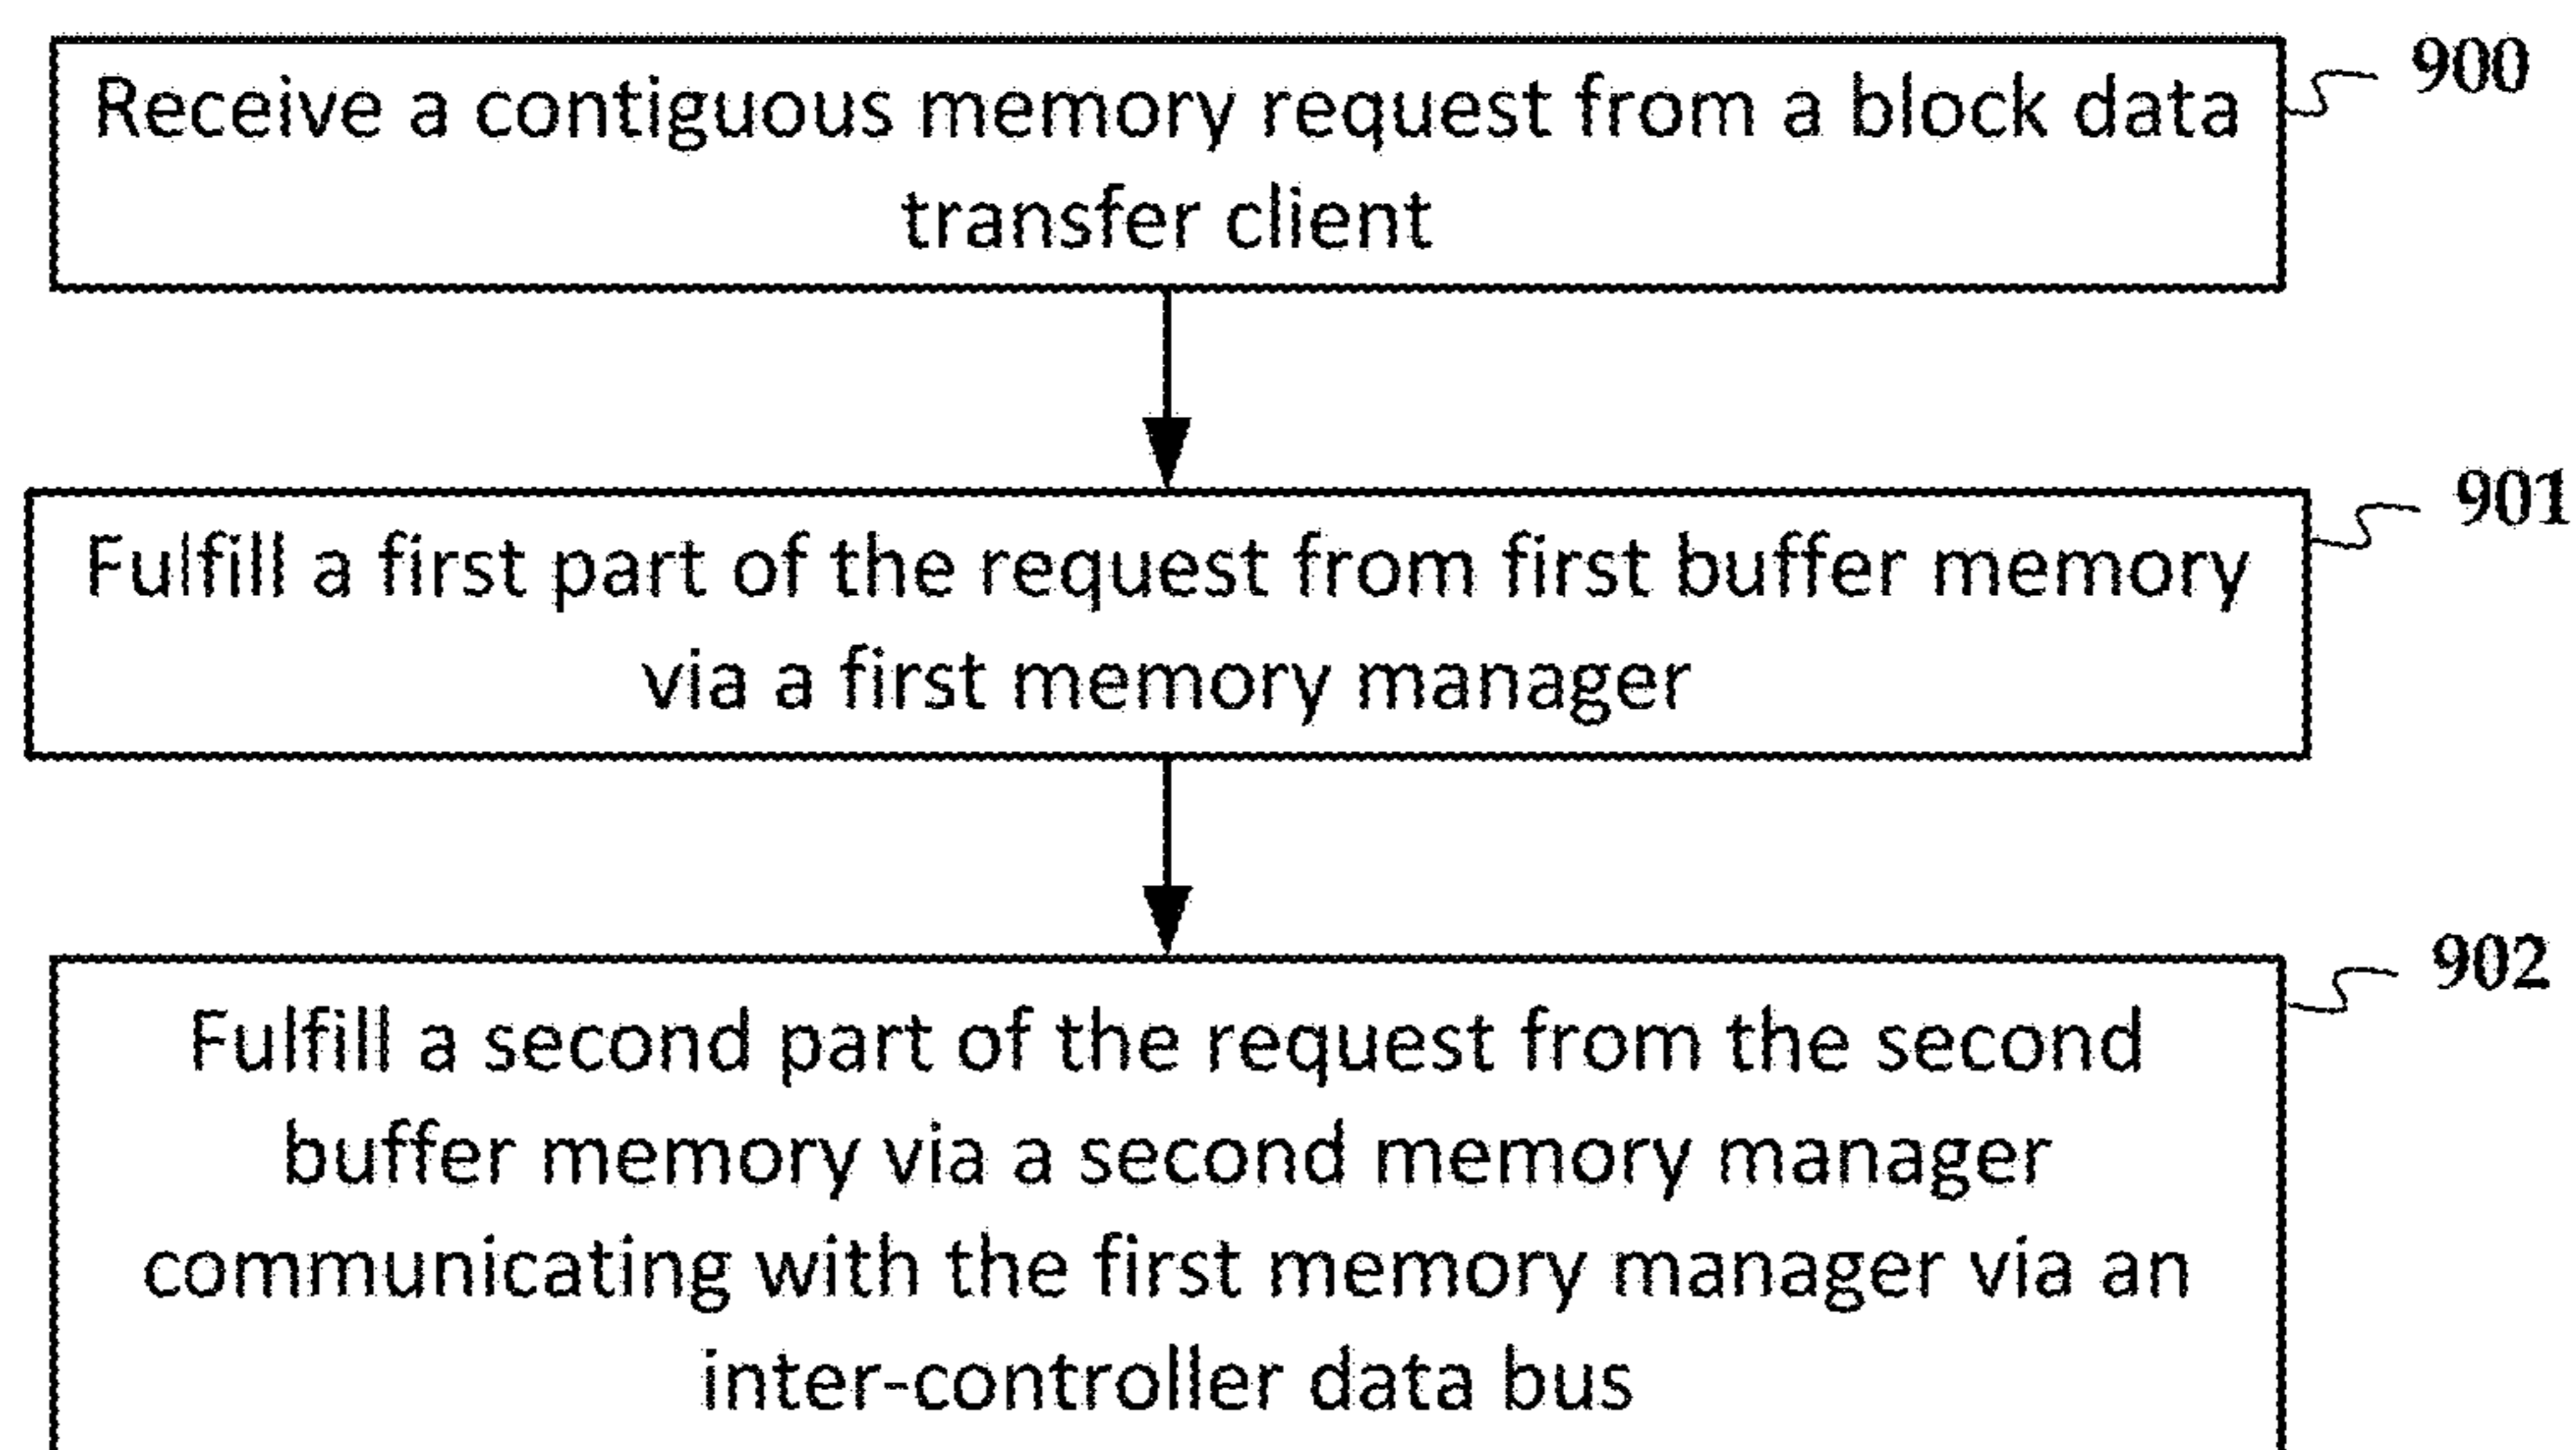 Receive a contiguous memory request from a block data
transfer client
900
Fulfill a first part of the request from first buffer memory
via a first memory manager
901
Fulfill a second part of the request from the second
buffer memory via a second memory manager
communicating with the first memory manager via an
inter-controller data bus
902